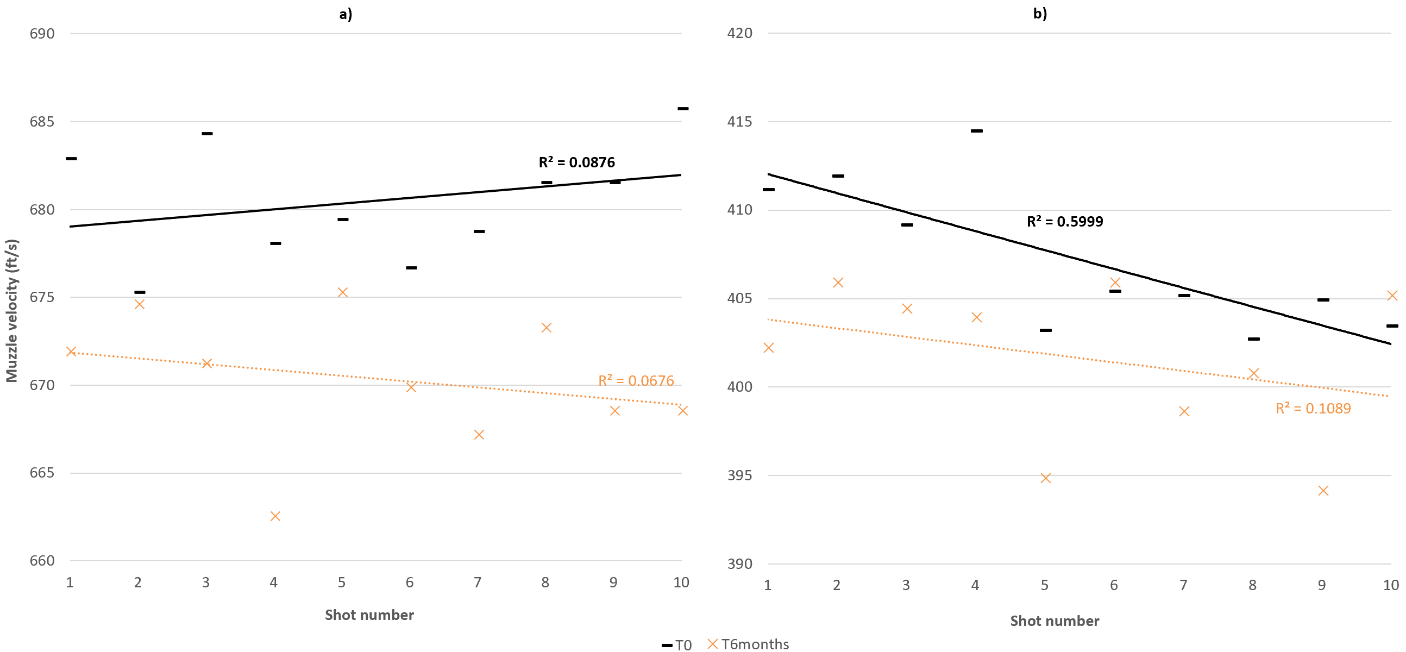 a)
690
685
680
675
670
665
660
R² = 0.0876
R² = 0.0676
1 2 3 4 5 6 7 8 9 10
Shot number
Muzzle velocity (ft/s)
b)
420
415
410
405
400
395
390
R² = 0.5999
R² = 0.1089
1 2 3 4 5 6 7 8 9 10
Shot number
T0 T6months